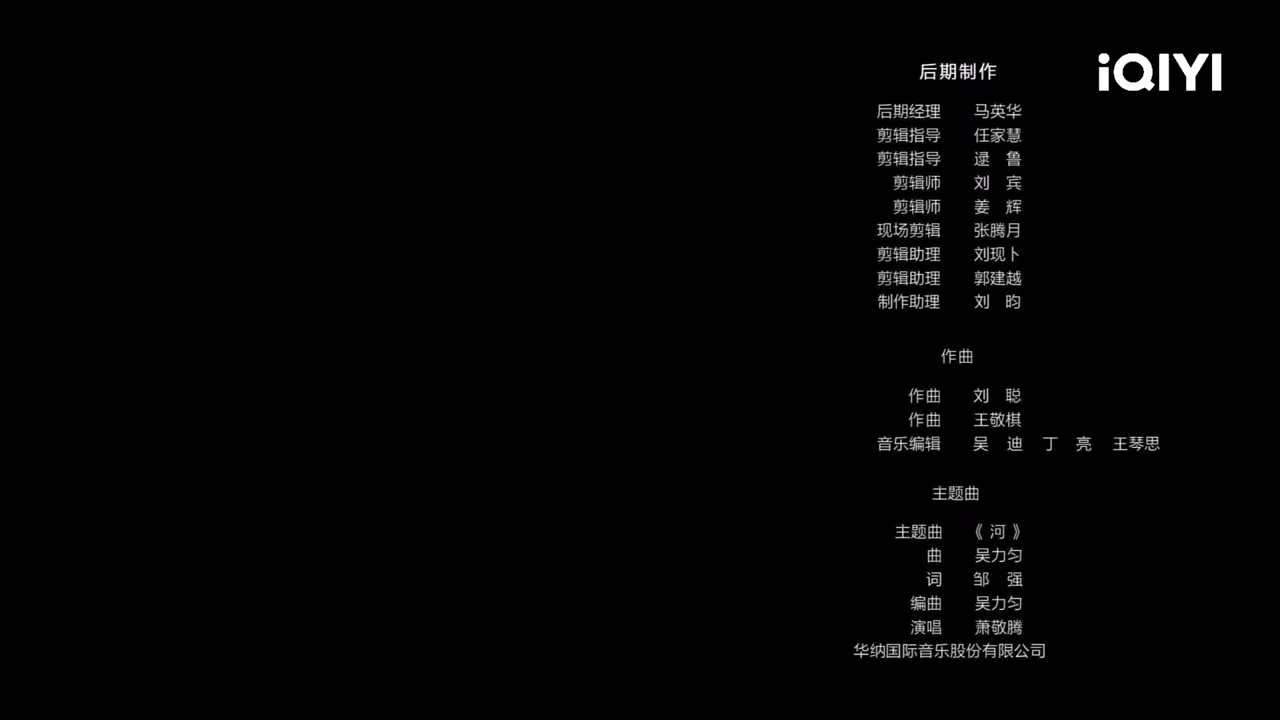 iQIYI
后期制作
后期经理 马英华
剪辑指导 任家慧
剪辑指导 逯 鲁
剪辑师 刘 宾
剪辑师 姜 辉
现场剪辑 张腾月
剪辑助理 刘现卜
剪辑助理 郭建越
制作助理 刘 昀
作曲
作曲 刘 聪
作曲 王敬棋
音乐编辑 吴 迪 丁 亮 王琴思
主题曲
主题曲 《 河 》
曲 吴力匀
词 邹 强
编曲 吴力匀
演唱 萧敬腾
华纳国际音乐股份有限公司